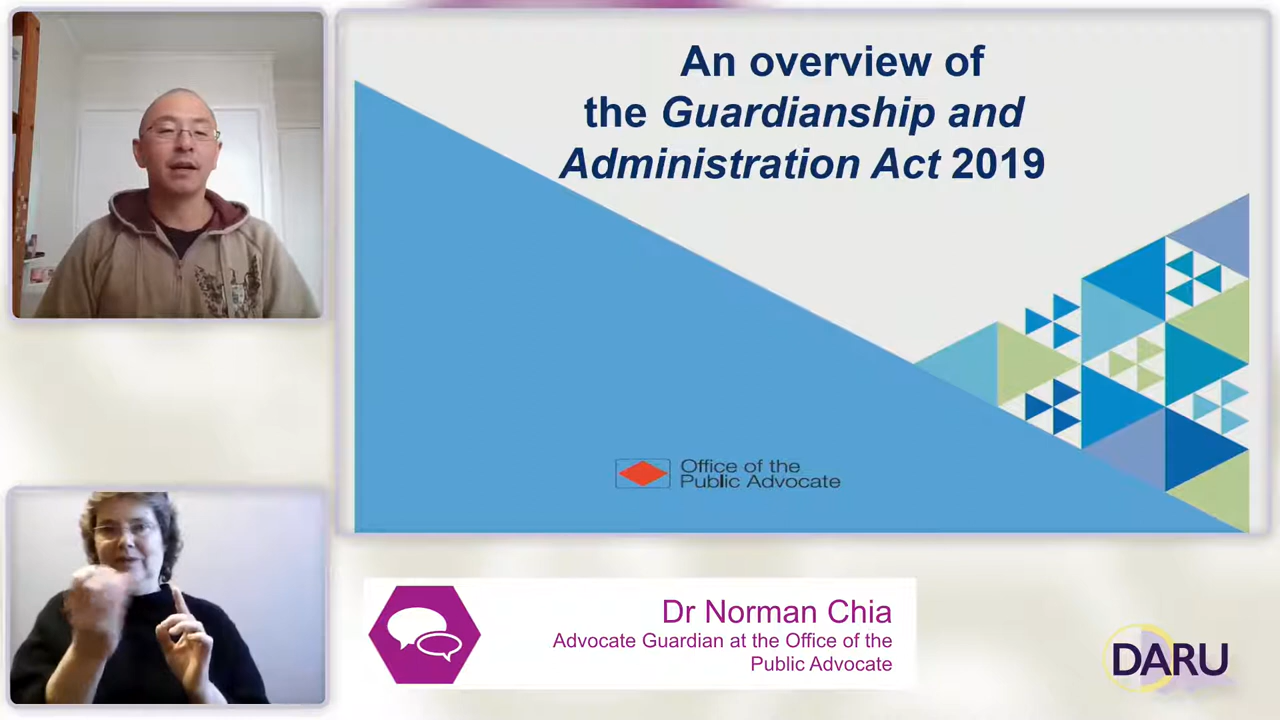 An overview of
the Guardianship and
Administration Act 2019
Office of the
Public Advocate
Dr Norman Chia
Advocate Guardian at the Office of the
Public Advocate
DARU